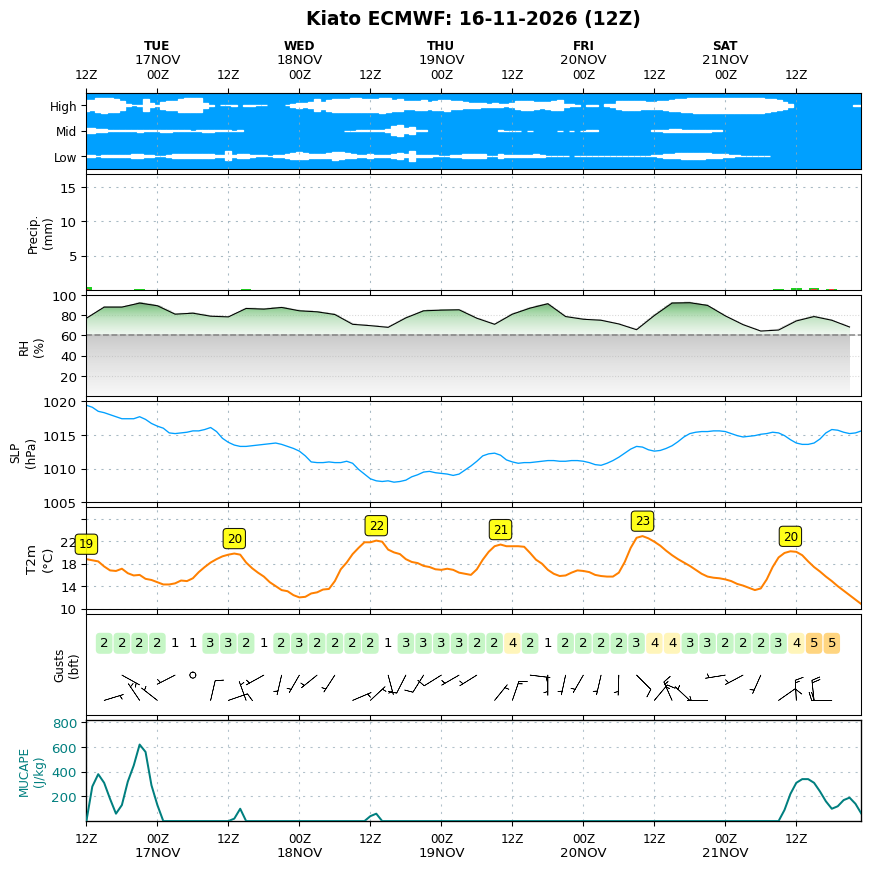 Kiato ECMWF: 16-11-2026 (12Z)
TUE WED THU FRI SAT
17NOV 18NOV 19NOV 20NOV 21NOV
12Z 00Z 12Z 00Z 12Z 00Z 12Z 00Z 12Z 00Z 12Z
High
Mid
Low
Precip.
(mm)
15
10
5
RH
(%)
100
80
60
40
20
SLP
(hPa)
1020
1015
1010
1005
T2m
(°C)
22
18
14
10
19 20 22 21 23 20
Gusts
(bft)
2 2 2 2 1 1 3 3 2 1 2 3 2 2 2 2 1 3 3 3 3 2 2 4 2 1 2 2 2 2 3 4 4 3 3 2 2 2 3 4 5 5
MUCAPE
(J/kg)
800
600
400
200
12Z 00Z 12Z 00Z 12Z 00Z 12Z 00Z 12Z 00Z 12Z
17NOV 18NOV 19NOV 20NOV 21NOV